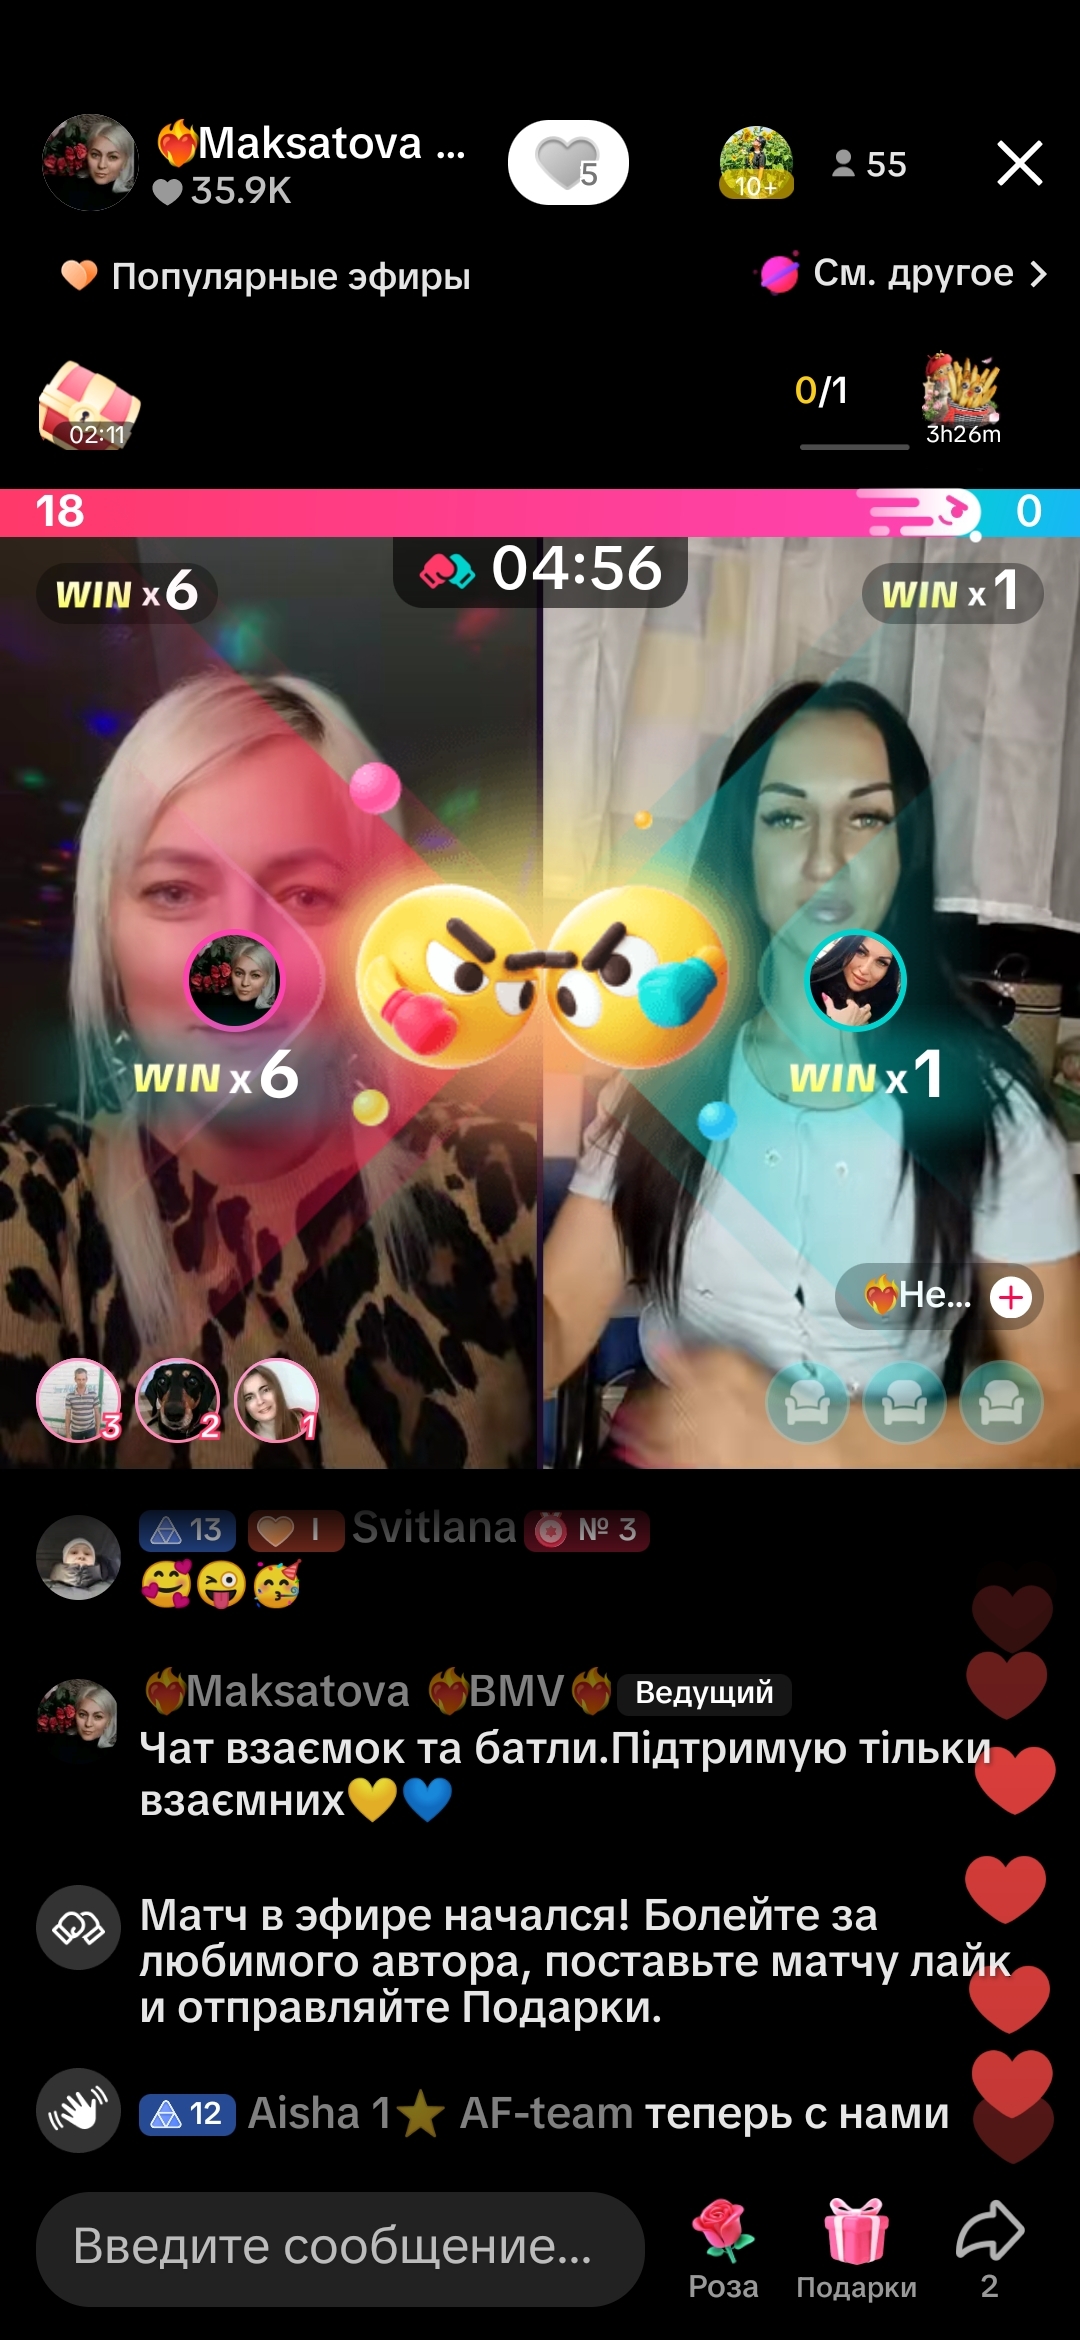 Maksatova ...
35.9K
5
10+
55
Популярные эфиры
См. другое
02:11
0/1
3h26m
18
0
04:56
WIN x6
WIN x1
WIN x6
WIN x1
Не...
3
2
1
13
I
Svitlana
№ 3
Maksatova BMV Ведущий
Чат взаємок та батли.Підтримую тільки
взаємних
Матч в эфире начался! Болейте за
любимого автора, поставьте матчу лайк
и отправляйте Подарки.
12 Aisha 1 AF-team теперь с нами
Введите сообщение...
Роза
Подарки
2